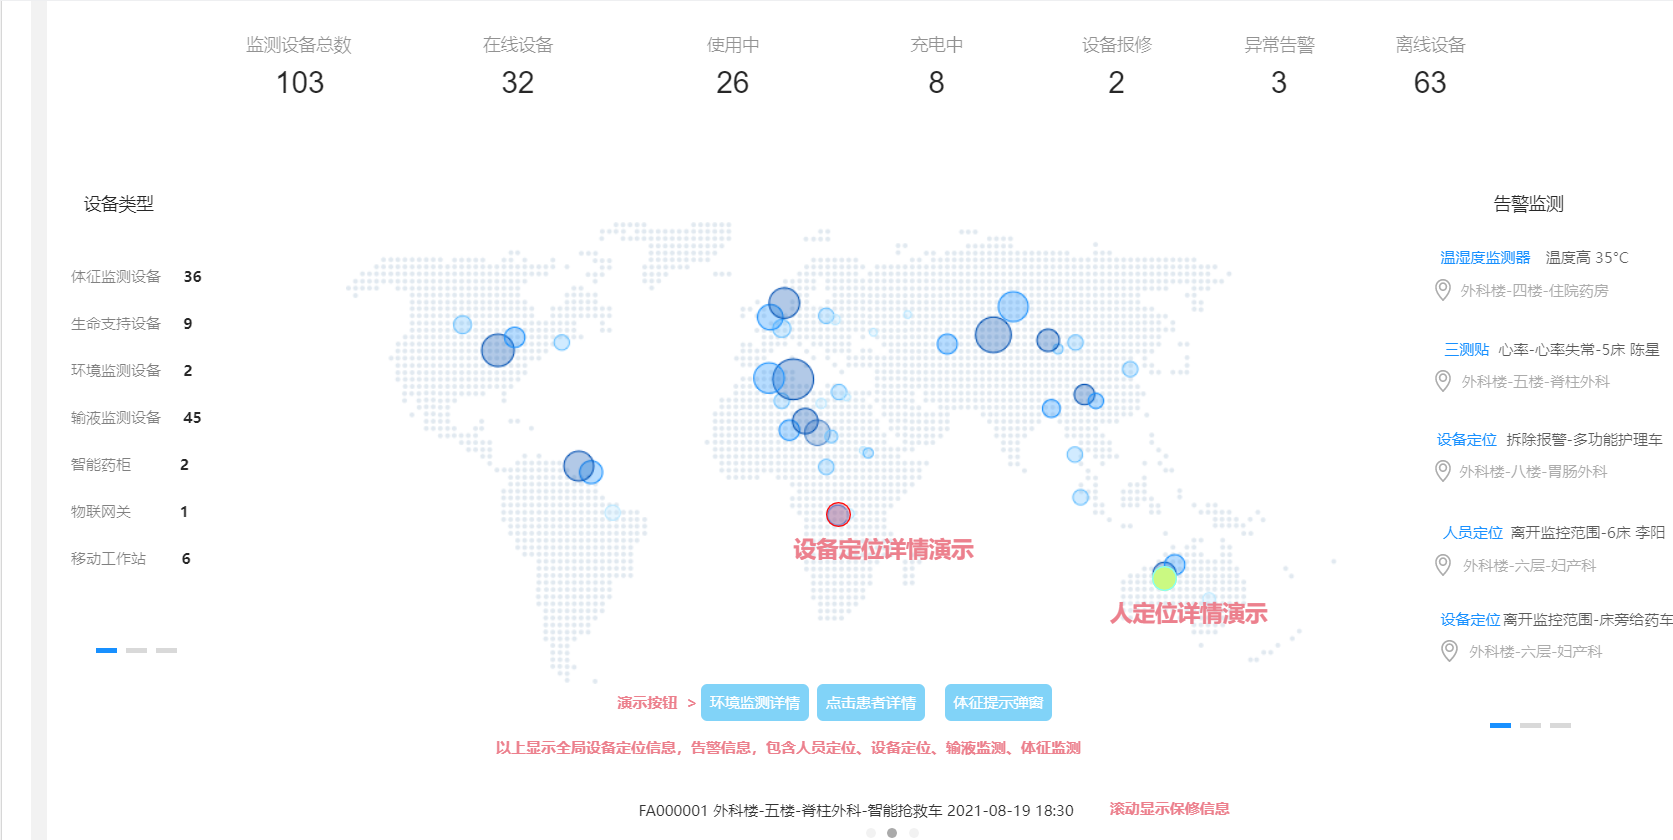 监测设备总数 在线设备 使用中 充电中 设备报修 异常告警 离线设备
103 32 26 8 2 3 63
设备类型
体征监测设备 36
生命支持设备 9
环境监测设备 2
输液监测设备 45
智能药柜 2
物联网关 1
移动工作站 6
设备定位详情演示
人定位详情演示
告警监测
温湿度监测器 温度高 35°C
外科楼-四楼-住院药房
三测贴 心率-心率失常-5床 陈星
外科楼-五楼-脊柱外科
设备定位 拆除报警-多功能护理车
外科楼-八楼-胃肠外科
人员定位 离开监控范围-6床 李阳
外科楼-六层-妇产科
设备定位 离开监控范围-床旁给药车
外科楼-六层-妇产科
演示按钮 > 环境监测详情 点击患者详情 体征提示弹窗
以上显示全局设备定位信息，告警信息，包含人员定位、设备定位、输液监测、体征监测
FA000001 外科楼-五楼-脊柱外科-智能抢救车 2021-08-19 18:30 滚动显示保修信息